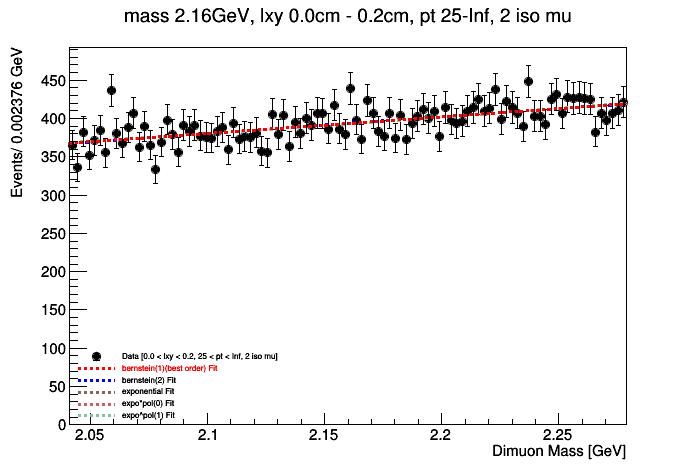 mass 2.16GeV, lxy 0.0cm - 0.2cm, pt 25-Inf, 2 iso mu
Events/ 0.002376 GeV
450
400
350
300
250
200
150
100
50
0
Data [0.0 < lxy < 0.2, 25 < pt < Inf, 2 iso mu]
bernstein(1)(best order) Fit
bernstein(2) Fit
exponential Fit
expo*pol(0) Fit
expo*pol(1) Fit
2.05
2.1
2.15
2.2
2.25
Dimuon Mass [GeV]